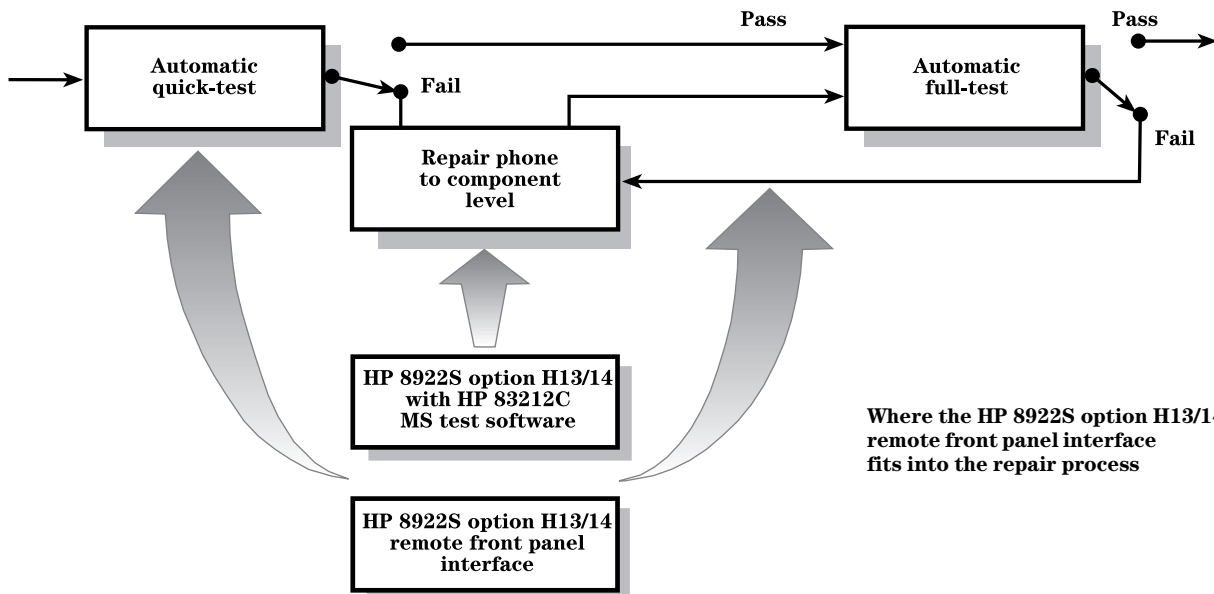 Pass
Pass
Automatic
quick-test
Automatic
full-test
Fail
Fail
Repair phone
to component
level
HP 8922S option H13/14
with HP 83212C
MS test software
Where the HP 8922S option H13/14
remote front panel interface
fits into the repair process
HP 8922S option H13/14
remote front panel
interface